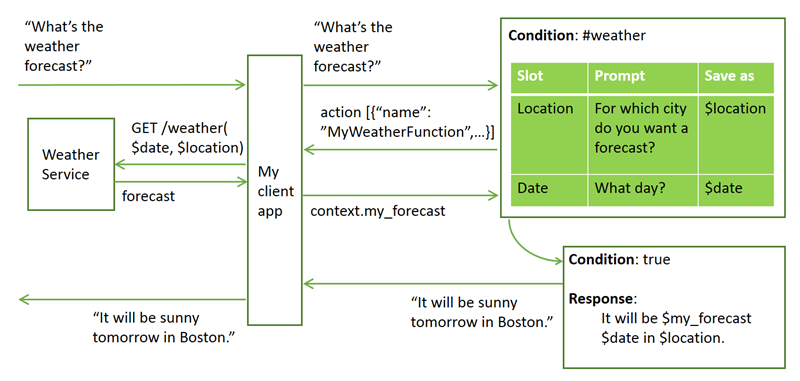 “What’s the
weather
forecast?”
“What’s the
weather
forecast?”
Condition: #weather
Slot Prompt Save as
Location For which city $location
do you want a
forecast?
Date What day? $date
action [{“name”:
”MyWeatherFunction”,...}]
GET /weather(
$date, $location)
Weather
Service
forecast
My
client
app
context.my_forecast
Condition: true
Response:
It will be $my_forecast
$date in $location.
“It will be sunny
tomorrow in Boston.”
“It will be sunny
tomorrow in Boston.”